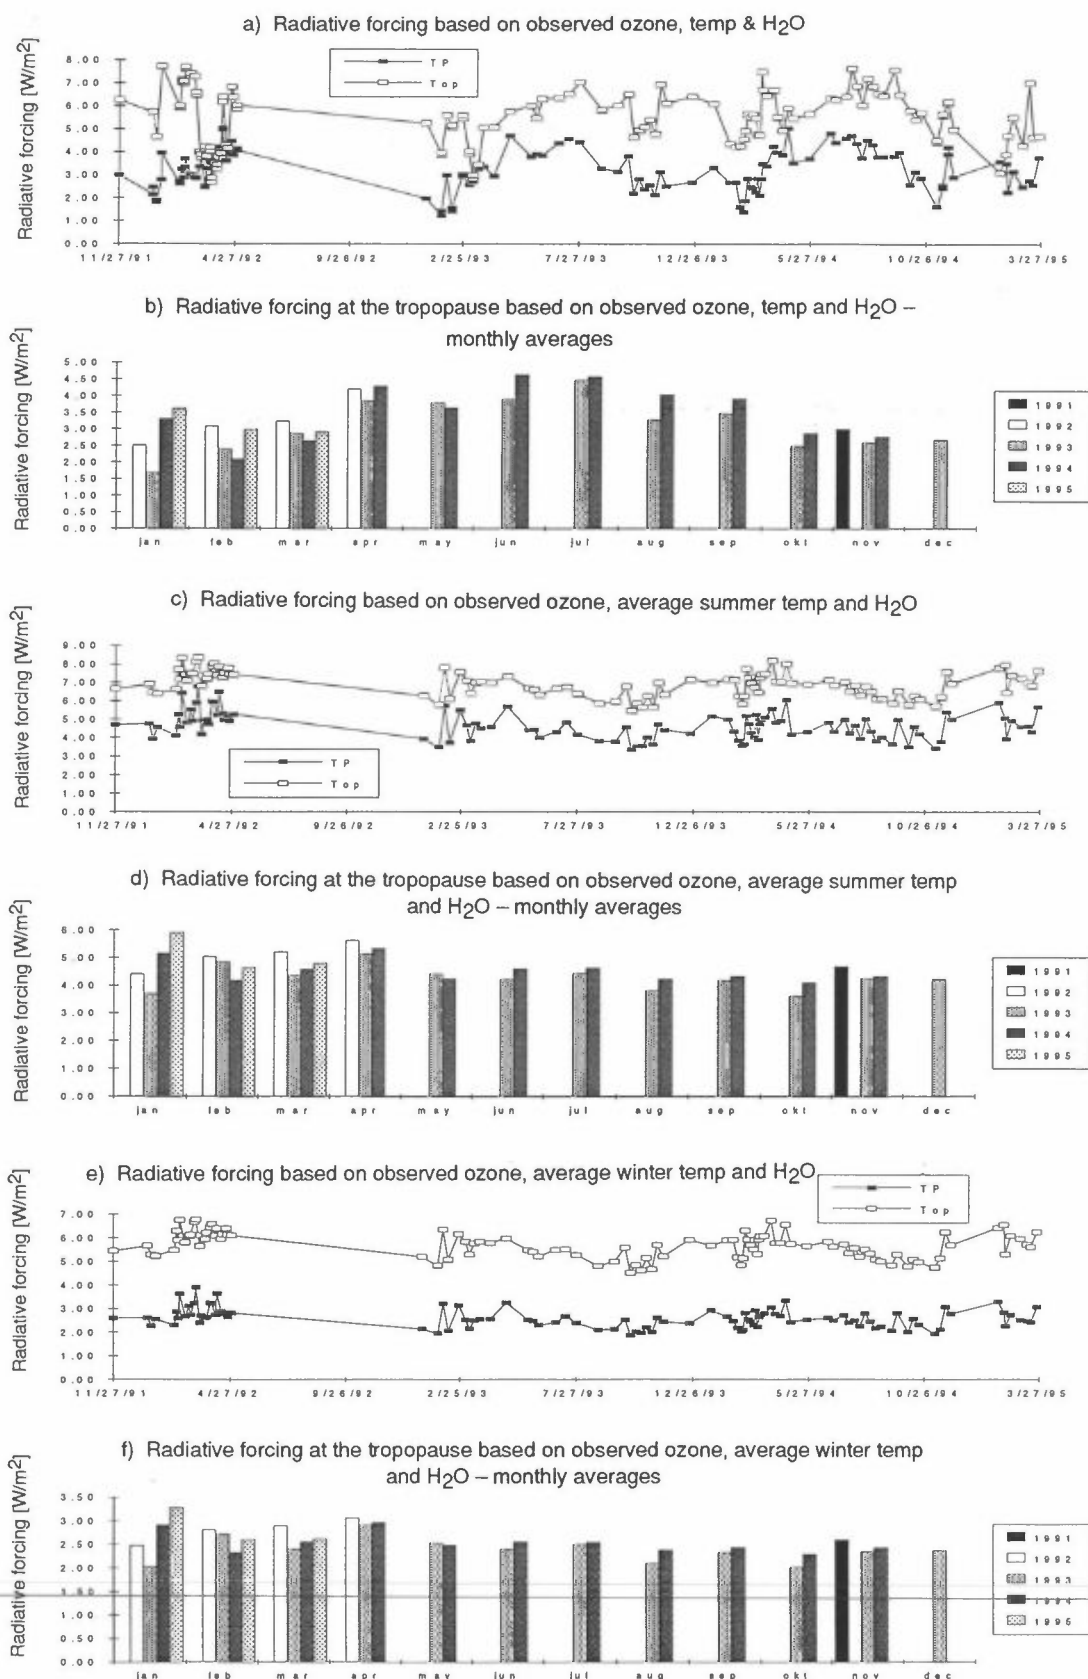 a) Radiative forcing based on observed ozone, temp & H2O
Radiative forcing [W/m2]
8.00
7.00
6.00
5.00
4.00
3.00
2.00
1.00
0.00
TP
Top
11/27/91 4/27/92 9/26/92 2/25/93 7/27/93 12/26/93 5/27/94 10/26/94 3/27/95
b) Radiative forcing at the tropopause based on observed ozone, temp and H2O –
monthly averages
Radiative forcing [W/m2]
5.00
4.50
4.00
3.50
3.00
2.50
2.00
1.50
1.00
0.50
0.00
jan feb mar apr may jun jul aug sep okt nov dec
1991
1992
1993
1994
1995
c) Radiative forcing based on observed ozone, average summer temp and H2O
Radiative forcing [W/m2]
9.00
8.00
7.00
6.00
5.00
4.00
3.00
2.00
1.00
0.00
TP
Top
11/27/91 4/27/92 9/26/92 2/25/93 7/27/93 12/26/93 5/27/94 10/26/94 3/27/95
d) Radiative forcing at the tropopause based on observed ozone, average summer temp
and H2O – monthly averages
Radiative forcing [W/m2]
6.00
5.00
4.00
3.00
2.00
1.00
0.00
jan feb mar apr may jun jul aug sep okt nov dec
1991
1992
1993
1994
1995
e) Radiative forcing based on observed ozone, average winter temp and H2O
Radiative forcing [W/m2]
TP
Top
7.00
6.00
5.00
4.00
3.00
2.00
1.00
0.00
11/27/91 4/27/92 9/26/92 2/25/93 7/27/93 12/26/93 5/27/94 10/26/94 3/27/95
f) Radiative forcing at the tropopause based on observed ozone, average winter temp
and H2O – monthly averages
Radiative forcing [W/m2]
3.50
3.00
2.50
2.00
1.50
1.00
0.50
0.00
jan feb mar apr may jun jul aug sep okt nov dec
1991
1992
1993
1994
1995